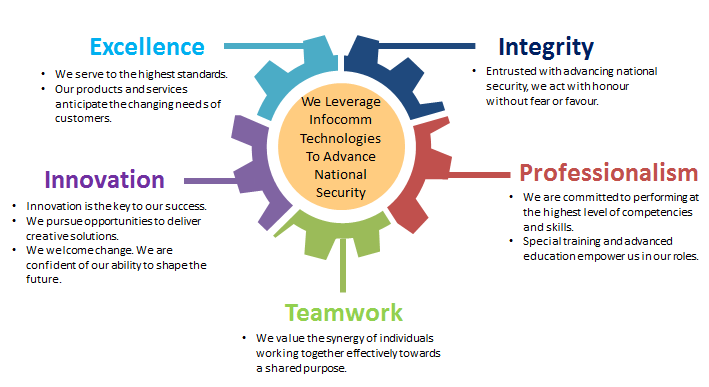 Excellence
• We serve to the highest standards.
• Our products and services
anticipate the changing needs of
customers.
Integrity
• Entrusted with advancing national
security, we act with honour
without fear or favour.
We Leverage
Infocomm
Technologies
To Advance
National
Security
Innovation
• Innovation is the key to our success.
• We pursue opportunities to deliver
creative solutions.
• We welcome change. We are
confident of our ability to shape the
future.
Professionalism
• We are committed to performing at
the highest level of competencies
and skills.
• Special training and advanced
education empower us in our roles.
Teamwork
• We value the synergy of individuals
working together effectively towards
a shared purpose.